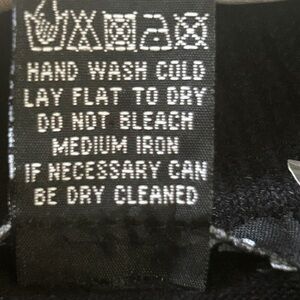 HAND WASH COLD
LAY FLAT TO DRY
DO NOT BLEACH
MEDIUM IRON
IF NECESSARY CAN
BE DRY CLEANED